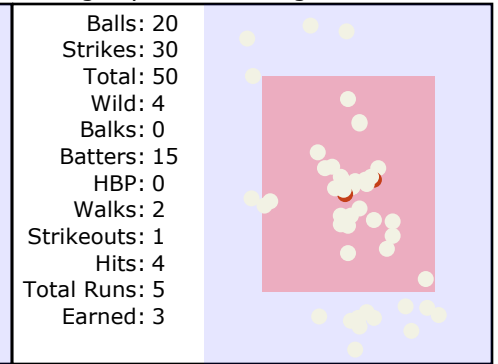 Balls: 20
Strikes: 30
Total: 50
Wild: 4
Balks: 0
Batters: 15
HBP: 0
Walks: 2
Strikeouts: 1
Hits: 4
Total Runs: 5
Earned: 3